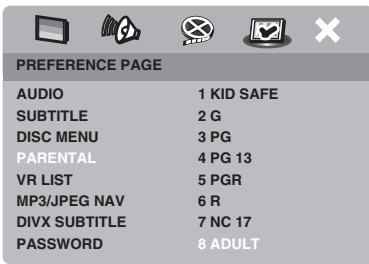 PREFERENCE PAGE
AUDIO 1 KID SAFE
SUBTITLE 2 G
DISC MENU 3 PG
PARENTAL 4 PG 13
VR LIST 5 PGR
MP3/JPEG NAV 6 R
DIVX SUBTITLE 7 NC 17
PASSWORD 8 ADULT